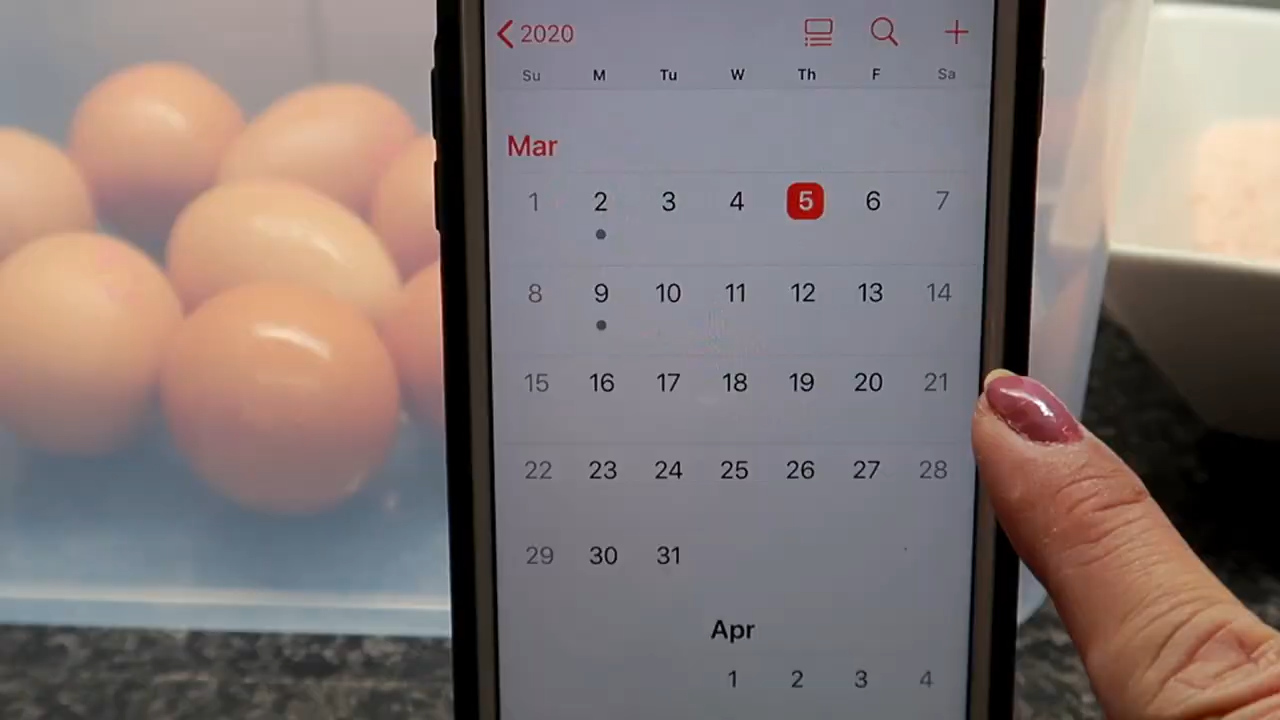 2020
Su M Tu W Th F Sa
Mar
1 2 3 4 5 6 7
8 9 10 11 12 13 14
15 16 17 18 19 20 21
22 23 24 25 26 27 28
29 30 31
Apr
1 2 3 4